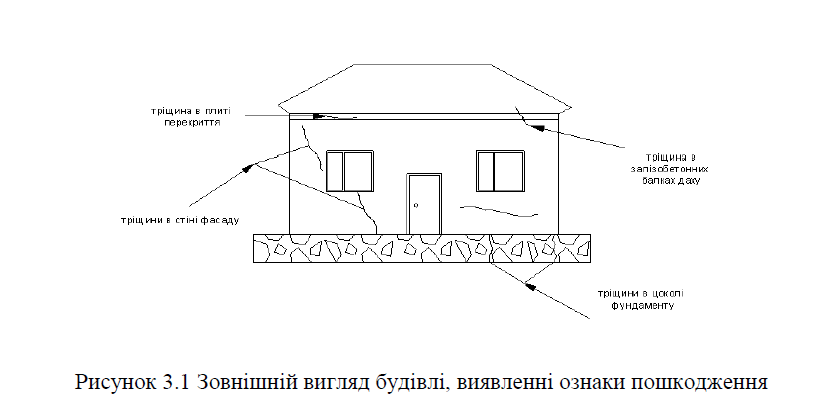 тріщина в плиті
перекриття
тріщина в
залізобетонних
балках даху
тріщини в стіні фасаду
тріщини в цоколі
фундаменту
Рисунок 3.1 Зовнішній вигляд будівлі, виявленні ознаки пошкодження